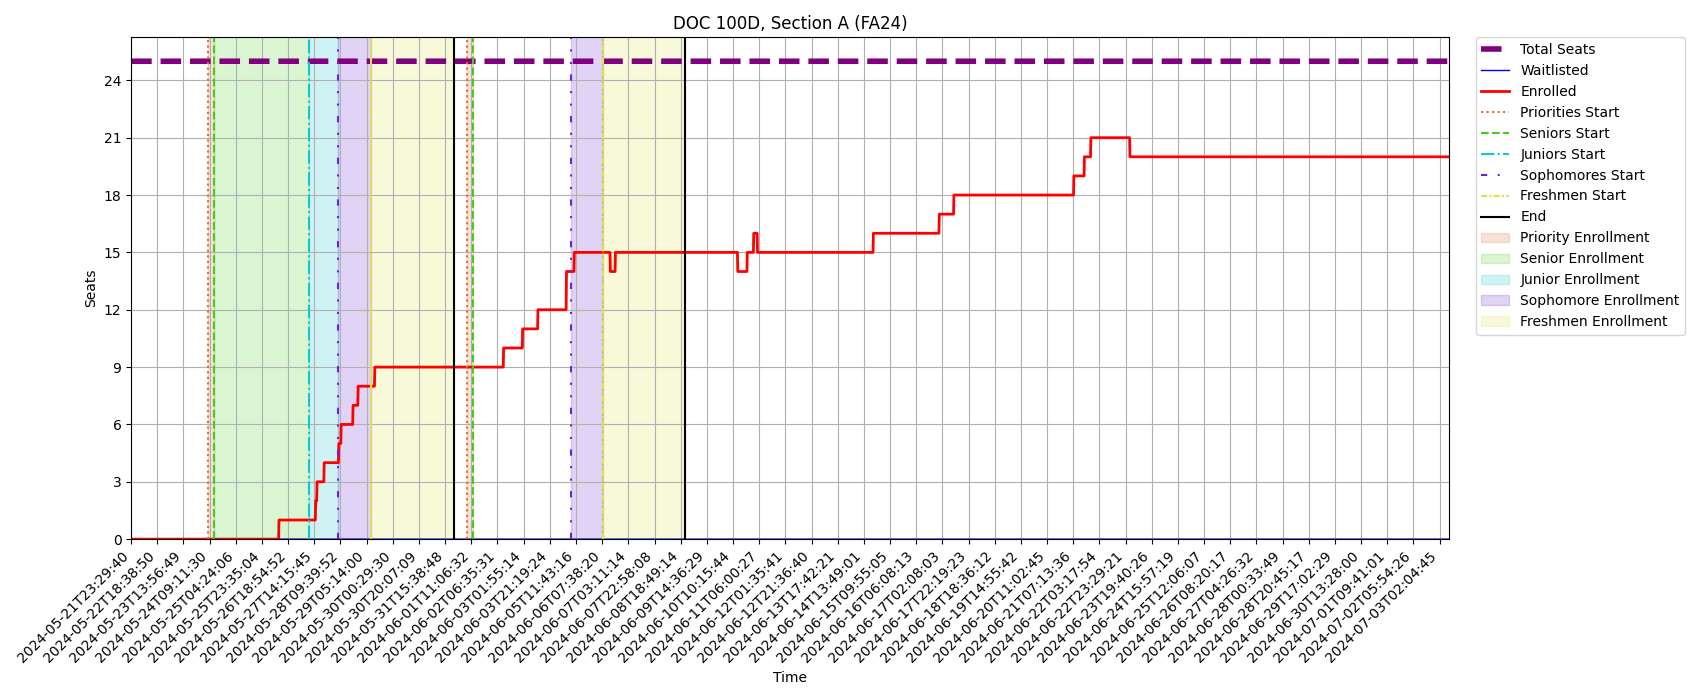 DOC 100D, Section A (FA24)
Seats
24
21
18
15
12
9
6
3
0
2024-05-21T23:29:40
2024-05-22T18:38:50
2024-05-23T13:56:49
2024-05-24T09:11:30
2024-05-25T04:24:06
2024-05-25T23:35:04
2024-05-26T18:54:52
2024-05-27T14:15:45
2024-05-28T09:39:52
2024-05-29T05:14:00
2024-05-30T00:29:30
2024-05-30T20:07:09
2024-05-31T15:38:48
2024-06-01T11:06:32
2024-06-02T06:35:31
2024-06-03T01:55:14
2024-06-03T21:19:24
2024-06-05T11:43:16
2024-06-06T07:38:20
2024-06-07T03:11:14
2024-06-07T22:58:08
2024-06-08T18:49:14
2024-06-09T14:36:29
2024-06-10T10:15:44
2024-06-11T06:00:27
2024-06-12T01:35:41
2024-06-12T21:36:40
2024-06-13T17:42:21
2024-06-14T13:49:01
2024-06-15T09:55:05
2024-06-16T06:08:13
2024-06-17T02:08:03
2024-06-17T22:19:23
2024-06-18T18:36:12
2024-06-19T14:55:42
2024-06-20T11:02:45
2024-06-21T07:13:36
2024-06-22T03:17:54
2024-06-22T23:29:21
2024-06-23T19:40:26
2024-06-24T15:57:19
2024-06-25T12:06:07
2024-06-26T08:20:17
2024-06-27T04:26:32
2024-06-28T00:33:49
2024-06-28T20:45:17
2024-06-29T17:02:29
2024-06-30T13:28:00
2024-07-01T09:41:01
2024-07-02T05:54:26
2024-07-03T02:04:45
Time
Total Seats
Waitlisted
Enrolled
Priorities Start
Seniors Start
Juniors Start
Sophomores Start
Freshmen Start
End
Priority Enrollment
Senior Enrollment
Junior Enrollment
Sophomore Enrollment
Freshmen Enrollment